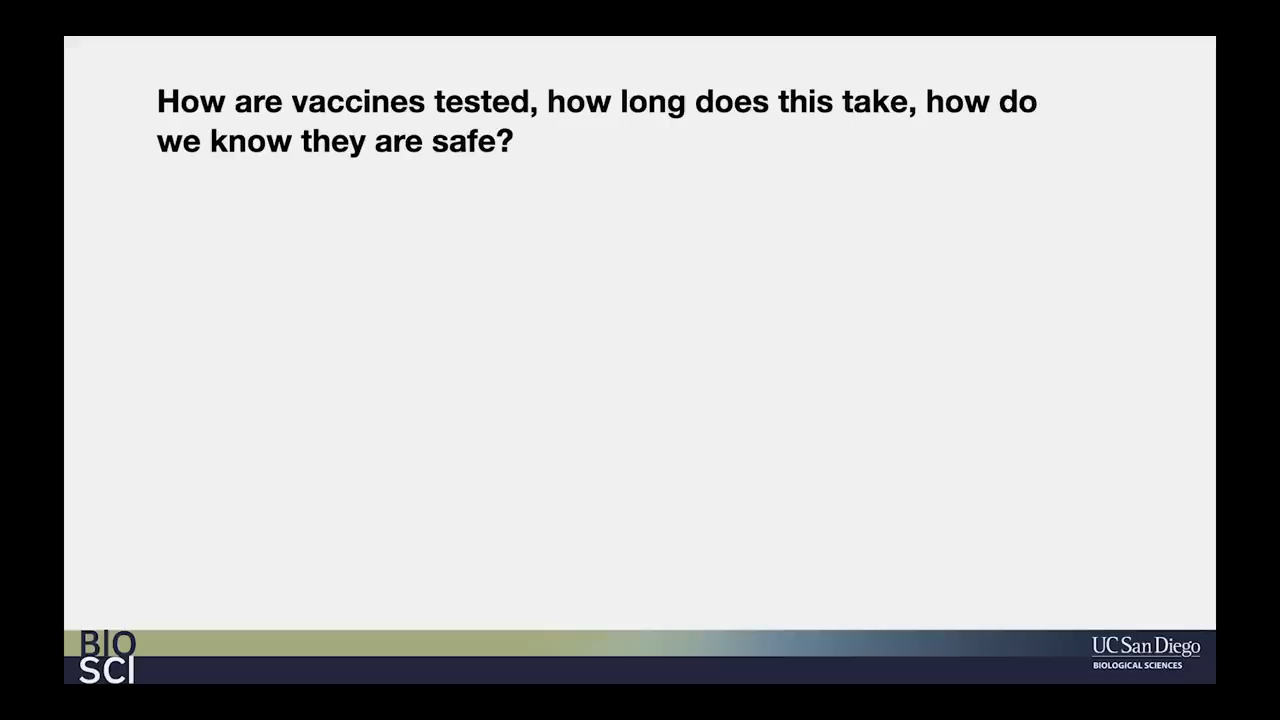 How are vaccines tested, how long does this take, how do
we know they are safe?
BIO
SCI
UC San Diego
BIOLOGICAL SCIENCES